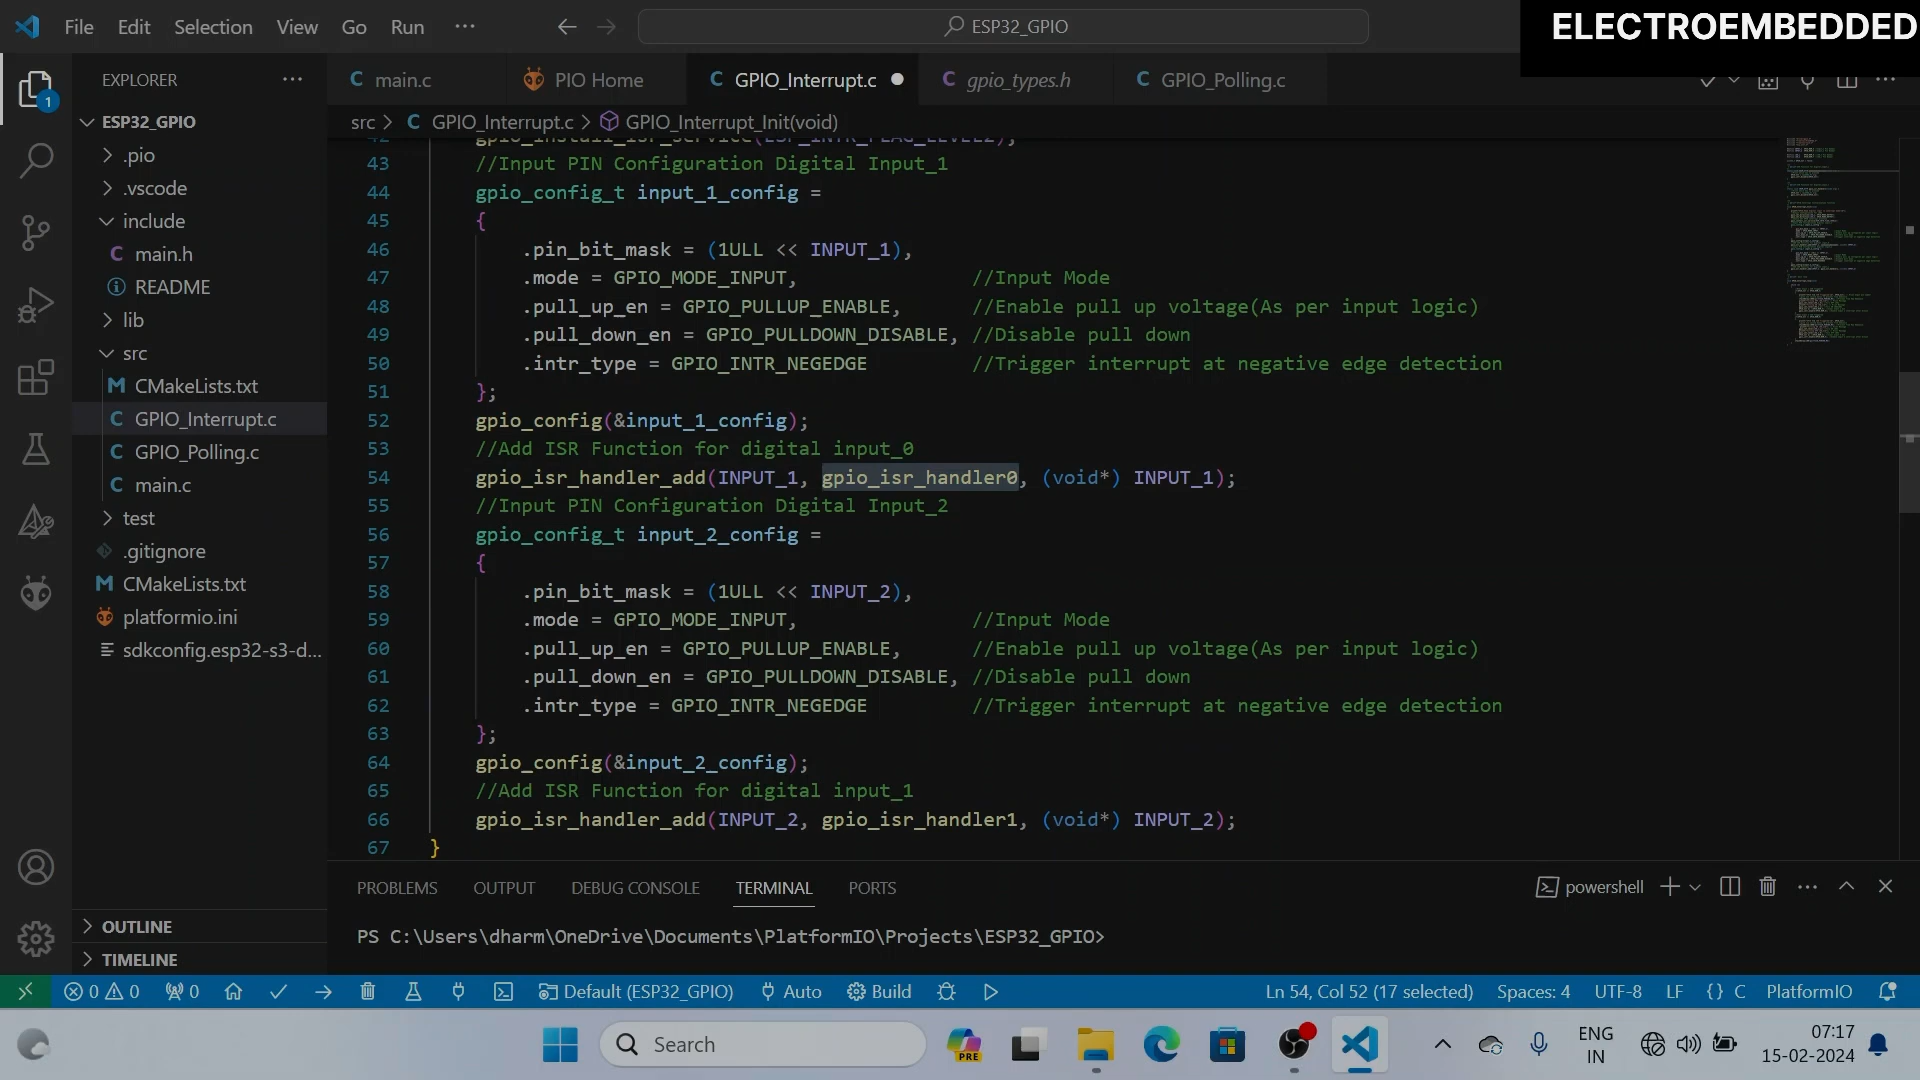 File Edit Selection View Go Run ···
ESP32_GPIO
ELECTROEMBEDDED
EXPLORER
main.c
PIO Home
GPIO_Interrupt.c
gpio_types.h
GPIO_Polling.c
src > C GPIO_Interrupt.c > GPIO_Interrupt_Init(void)
ESP32_GPIO
.pio
.vscode
include
main.h
README
lib
src
CMakeLists.txt
GPIO_Interrupt.c
GPIO_Polling.c
main.c
test
.gitignore
CMakeLists.txt
platformio.ini
sdkconfig.esp32-s3-d...
OUTLINE
TIMELINE
42 gpio_install_isr_service(ESP_INTR_FLAG_LEVEL2);
43 //Input PIN Configuration Digital Input_1
44 gpio_config_t input_1_config =
45 {
46 .pin_bit_mask = (1ULL << INPUT_1),
47 .mode = GPIO_MODE_INPUT, //Input Mode
48 .pull_up_en = GPIO_PULLUP_ENABLE, //Enable pull up voltage(As per input logic)
49 .pull_down_en = GPIO_PULLDOWN_DISABLE, //Disable pull down
50 .intr_type = GPIO_INTR_NEGEDGE //Trigger interrupt at negative edge detection
51 };
52 gpio_config(&input_1_config);
53 //Add ISR Function for digital input_0
54 gpio_isr_handler_add(INPUT_1, gpio_isr_handler0, (void*) INPUT_1);
55 //Input PIN Configuration Digital Input_2
56 gpio_config_t input_2_config =
57 {
58 .pin_bit_mask = (1ULL << INPUT_2),
59 .mode = GPIO_MODE_INPUT, //Input Mode
60 .pull_up_en = GPIO_PULLUP_ENABLE, //Enable pull up voltage(As per input logic)
61 .pull_down_en = GPIO_PULLDOWN_DISABLE, //Disable pull down
62 .intr_type = GPIO_INTR_NEGEDGE //Trigger interrupt at negative edge detection
63 };
64 gpio_config(&input_2_config);
65 //Add ISR Function for digital input_1
66 gpio_isr_handler_add(INPUT_2, gpio_isr_handler1, (void*) INPUT_2);
67 }
PROBLEMS OUTPUT DEBUG CONSOLE TERMINAL PORTS
powershell
PS C:\Users\dharm\OneDrive\Documents\PlatformIO\Projects\ESP32_GPIO>
0 0 0 Default (ESP32_GPIO) Auto Build
Ln 54, Col 52 (17 selected) Spaces: 4 UTF-8 LF {} C PlatformIO
Search
PRE
ENG
IN
07:17
15-02-2024